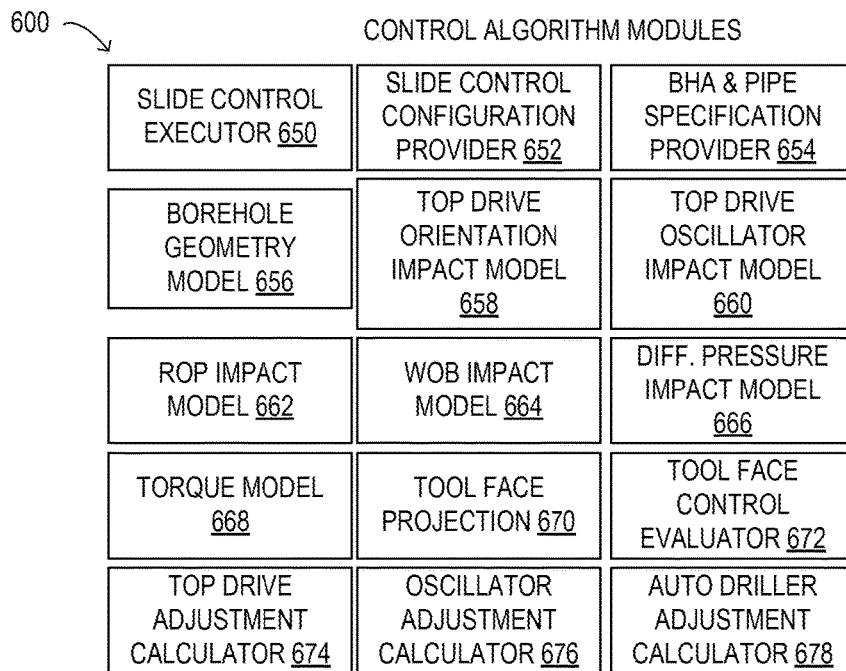 600
CONTROL ALGORITHM MODULES
SLIDE CONTROL
EXECUTOR 650
SLIDE CONTROL
CONFIGURATION
PROVIDER 652
BHA & PIPE
SPECIFICATION
PROVIDER 654
BOREHOLE
GEOMETRY
MODEL 656
TOP DRIVE
ORIENTATION
IMPACT MODEL
658
TOP DRIVE
OSCILLATOR
IMPACT MODEL
660
ROP IMPACT
MODEL 662
WOB IMPACT
MODEL 664
DIFF. PRESSURE
IMPACT MODEL
666
TORQUE MODEL
668
TOOL FACE
PROJECTION 670
TOOL FACE
CONTROL
EVALUATOR 672
TOP DRIVE
ADJUSTMENT
CALCULATOR 674
OSCILLATOR
ADJUSTMENT
CALCULATOR 676
AUTO DRILLER
ADJUSTMENT
CALCULATOR 678